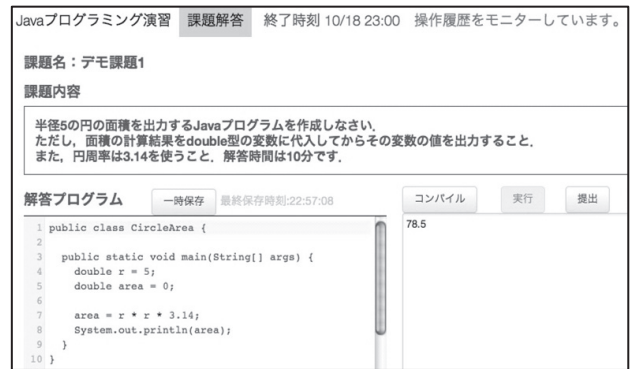 Javaプログラミング演習 課題解答 終了時刻 10/18 23:00 操作履歴をモニターしています。
課題名：デモ課題1
課題内容
半径5の円の面積を出力するJavaプログラムを作成しなさい.
ただし，面積の計算結果をdouble型の変数に代入してからその変数の値を出力すること.
また，円周率は3.14を使うこと．解答時間は10分です.
解答プログラム 一時保存 最終保存時刻:22:57:08 コンパイル 実行 提出
1 public class CircleArea {
2
3 public static void main(String[] args) {
4 double r = 5;
5 double area = 0;
6
7 area = r * r * 3.14;
8 System.out.println(area);
9 }
10 }
78.5